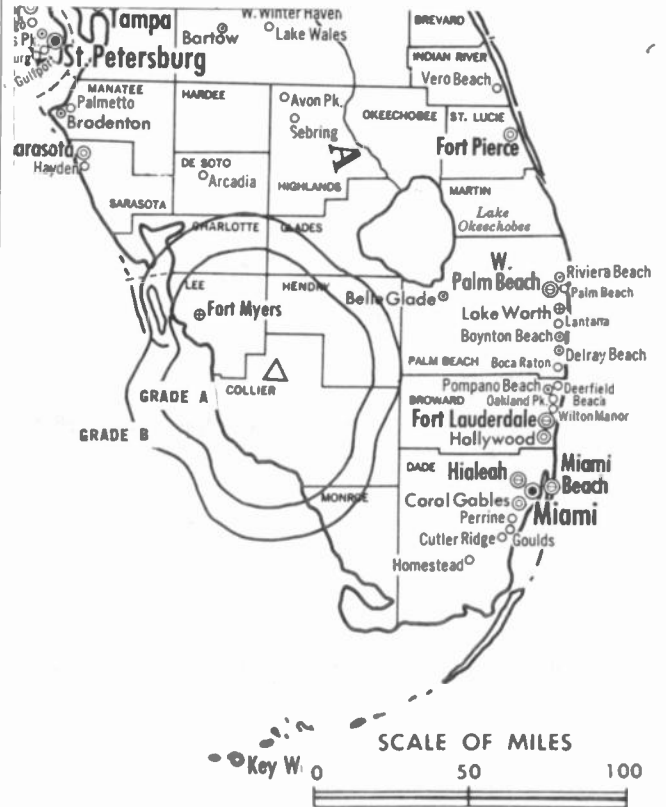 Tampa
W. Winter Haven
BREVARD
Bartow
Lake Wales
St. Petersburg
INDIAN RIVER
Gulfport
Vero Beach
MANATEE
HARDEE
Palmetto
Avon Pk.
OKEECHOBEE
ST. LUCIE
Bradenton
Sebring
Fort Pierce
arasota
A
Hayden
DE SOTO
Arcadia
HIGHLANDS
MARTIN
SARASOTA
Lake
Okeechobee
CHARLOTTE
GLADES
W.
Palm Beach
Riviera Beach
Palm Beach
LEE
HENDRY
Belle Glade
Fort Myers
Lake Worth
Lantana
Boynton Beach
Delray Beach
PALM BEACH
Boca Raton
COLLIER
GRADE A
Pompano Beach
Deerfield
Beach
BROWARD
Oakland Pk.
Wilton Manor
Fort Lauderdale
GRADE B
Hollywood
DADE
Hialeah
Miami
Beach
MONROE
Coral Gables
Miami
Perrine
Cutler Ridge
Goulds
Homestead
Key W
SCALE OF MILES
0 50 100